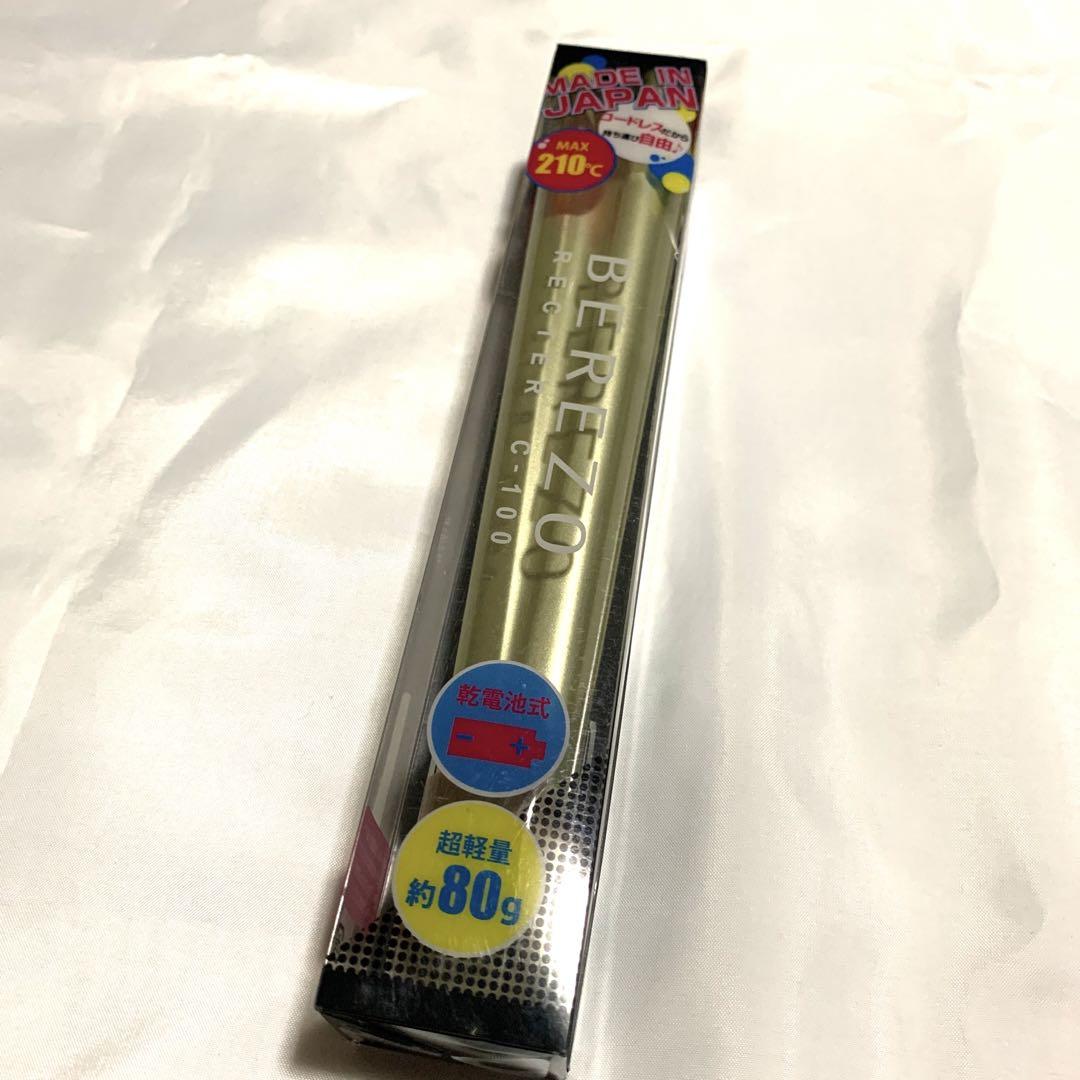 MADE IN
JAPAN
コードレスだから
持ち運び自由♪
MAX
210℃
BEREZO
RECTER C-100
乾電池式
- +
超軽量
約80g